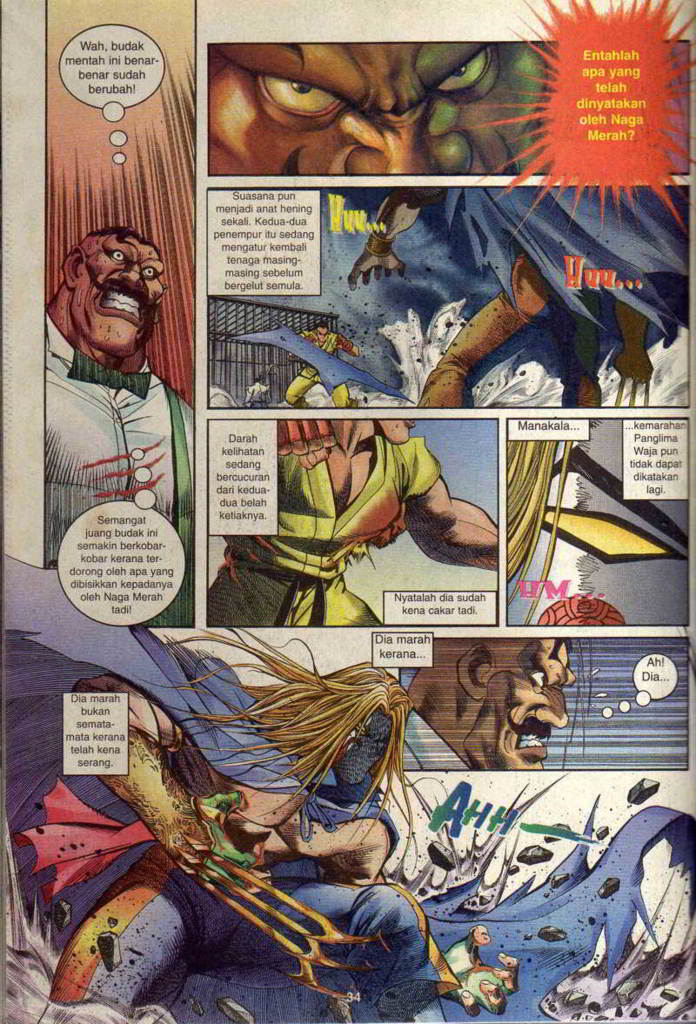 Wah, budak
mentah ini benar-
benar sudah
berubah!
Semangat
juang budak ini
semakin berkobar-
kobar kerana ter-
dorong oleh apa yang
dibisikkan kepadanya
oleh Naga Merah
tadi!
Entahlah
apa yang
telah
dinyatakan
oleh Naga
Merah?
Suasana pun
menjadi anat hening
sekali. Kedua-dua
penempur itu sedang
mengatur kembali
tenaga masing-
masing sebelum
bergelut semula.
Huu...
Huu...
Darah
kelihatan
sedang
bercucuran
dari kedua-
dua belah
ketiaknya.
Nyatalah dia sudah
kena cakar tadi.
Manakala...
...kemarahan
Panglima
Waja pun
tidak dapat
dikatakan
lagi.
HM...
Dia marah
kerana...
Ah!
Dia...
Dia marah
bukan
semata-
mata kerana
telah kena
serang.
AHH
34